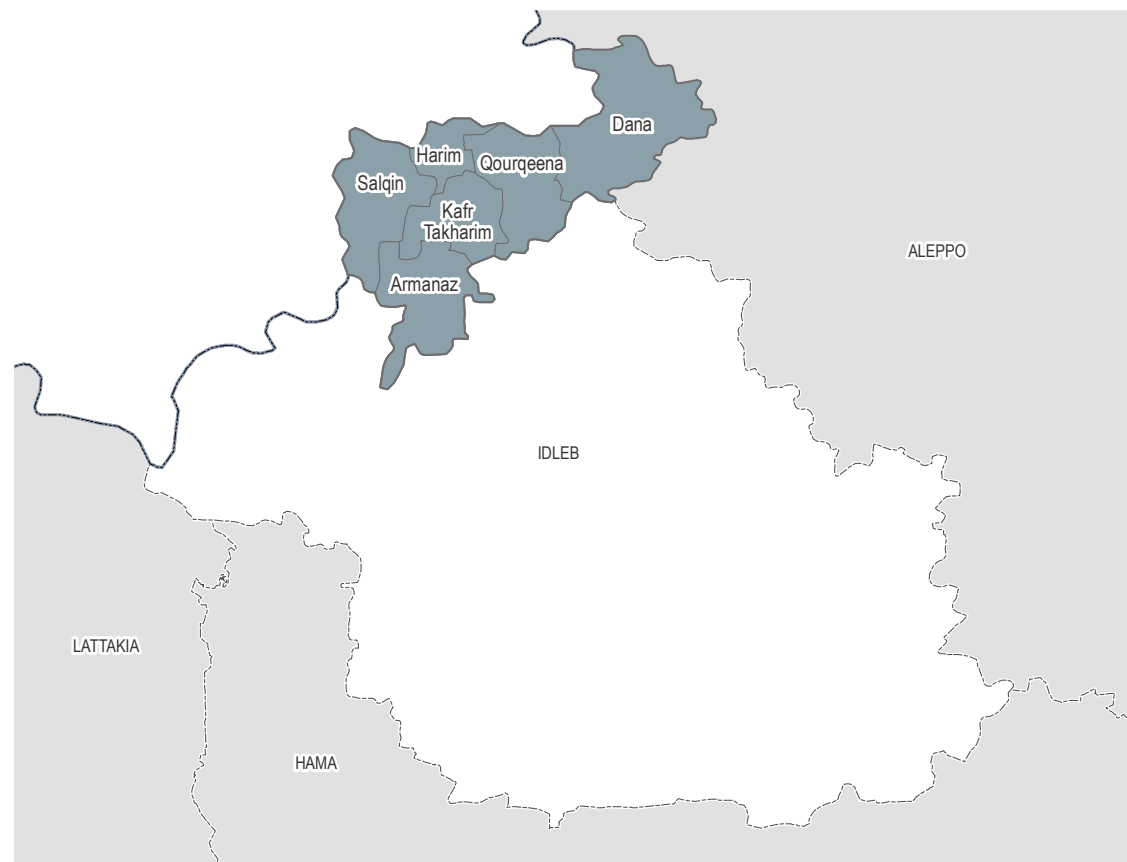 Dana
Harim
Qourqeena
Salqin
Kafr
Takharim
ALEPPO
Armanaz
IDLEB
LATTAKIA
HAMA